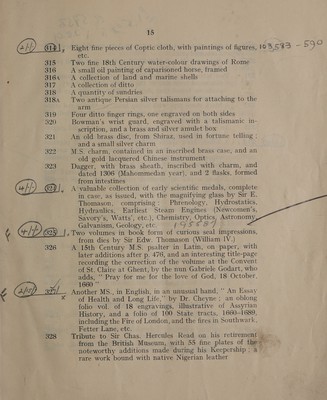 15
314. Eight fine pieces of Coptic cloth, with paintings of figures, 103583 - 590
etc.
315 Two fine 18th Century water-colour drawings of Rome
316 A small oil painting of caparisoned horse, framed
316A A collection of land and marine shells
317 A collection of ditto
318 A quantity of sundries
318A Two antique Persian silver talismans for attaching to the
arm
319 Four ditto finger rings, one engraved on both sides
320 Bowman's wrist guard, engraved with a talismanic in-
scription, and a brass and silver amulet box
321 An old brass disc, from Shiraz, used in fortune telling;
and a small silver charm
322 M.S. charm, contained in an inscribed brass case, and an
old gold lacquered Chinese instrument
323 Dagger, with brass sheath, inscribed with charm, and
dated 1306 (Mahommedan year), and 2 flasks, formed
from intestines
A valuable collection of early scientific medals, complete
in case, as issued, with the magnifying glass by Sir E.
Thomason, comprising: Phrenology, Hydrostatics,
Hydraulics, Earliest Steam Engines (Newcomen's,
Savory's, Watts', etc.), Chemistry, Optics, Astronomy
Galvanism, Geology, etc.
325 Two volumes in book form of curious seal impressions,
from dies by Sir Edw. Thomason (William IV.)
326 A 15th Century M.S. psalter in Latin, on paper, with
later additions after p. 476, and an interesting title-page
recording the correction of the volume at the Convent
of St. Claire at Ghent, by the nun Gabriele Godart, who
adds, "Pray for me for the love of God, 18 October,
1660"
327 Another MS., in English, in an unusual hand, "An Essay
of Health and Long Life," by Dr. Cheyne; an oblong
folio vol. of 18 engravings, illustrative of Assyrian
History, and a folio of 100 State tracts, 1660-1689,
including the Fire of London, and the fires in Southwark,
Fetter Lane, etc.
328 Tribute to Sir Chas. Hercules Read on his retirement
from the British Museum, with 55 fine plates of the
noteworthy additions made during his Keepership; a
rare work bound with native Nigerian leather